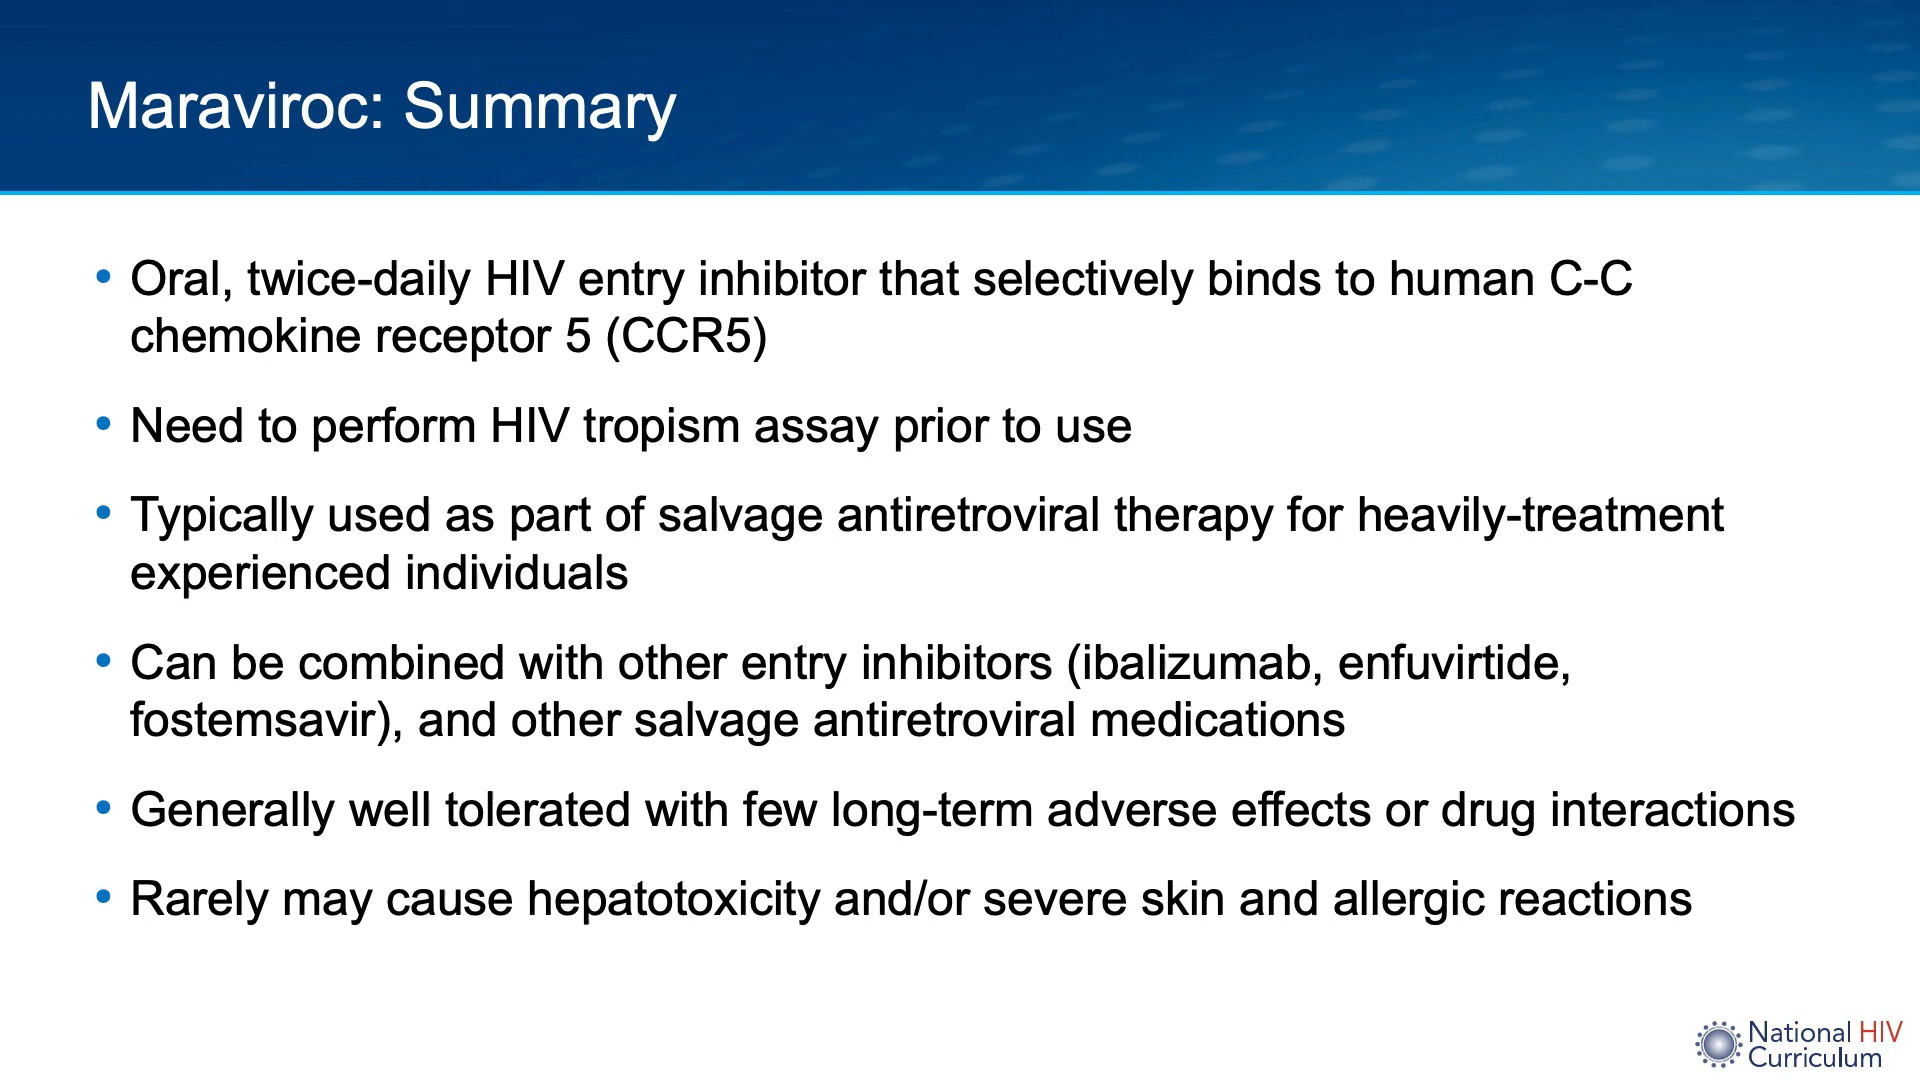 Maraviroc: Summary
• Oral, twice-daily HIV entry inhibitor that selectively binds to human C-C
chemokine receptor 5 (CCR5)
• Need to perform HIV tropism assay prior to use
• Typically used as part of salvage antiretroviral therapy for heavily-treatment
experienced individuals
• Can be combined with other entry inhibitors (ibalizumab, enfuvirtide,
fostemsavir), and other salvage antiretroviral medications
• Generally well tolerated with few long-term adverse effects or drug interactions
• Rarely may cause hepatotoxicity and/or severe skin and allergic reactions
National HIV
Curriculum